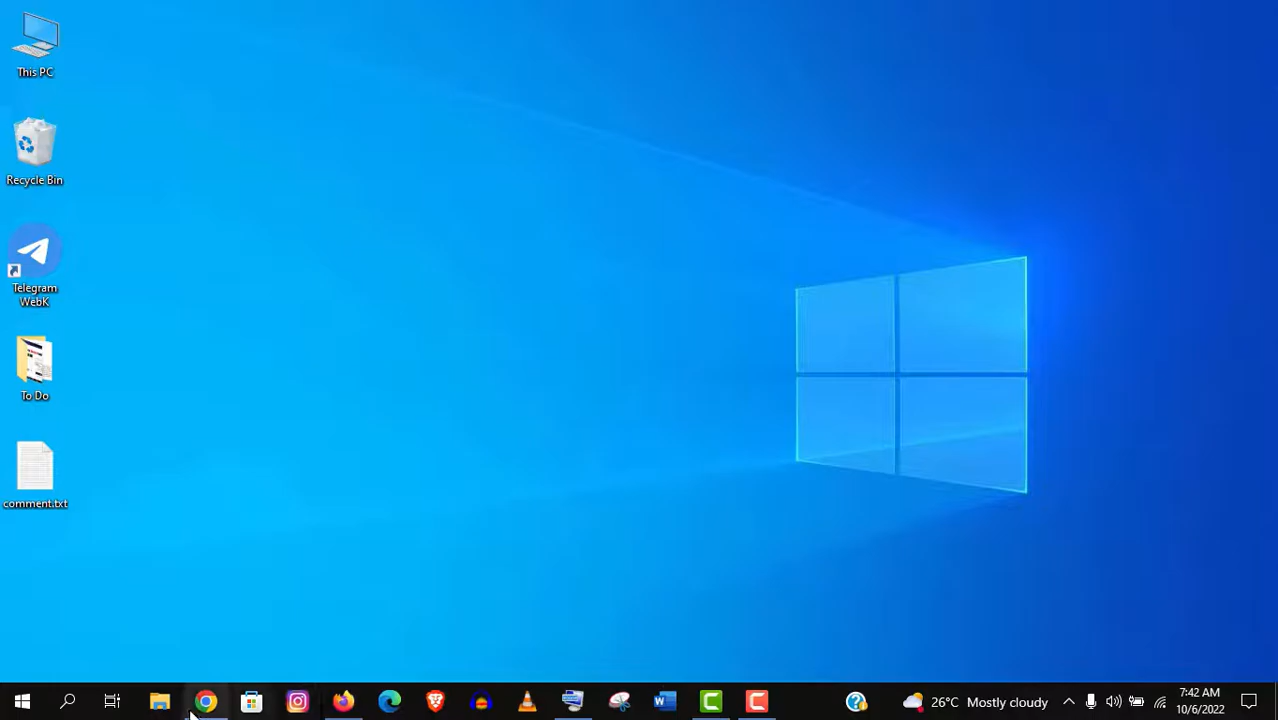 This PC
Recycle Bin
Telegram
WebK
To Do
comment.txt
26°C Mostly cloudy
7:42 AM
10/6/2022